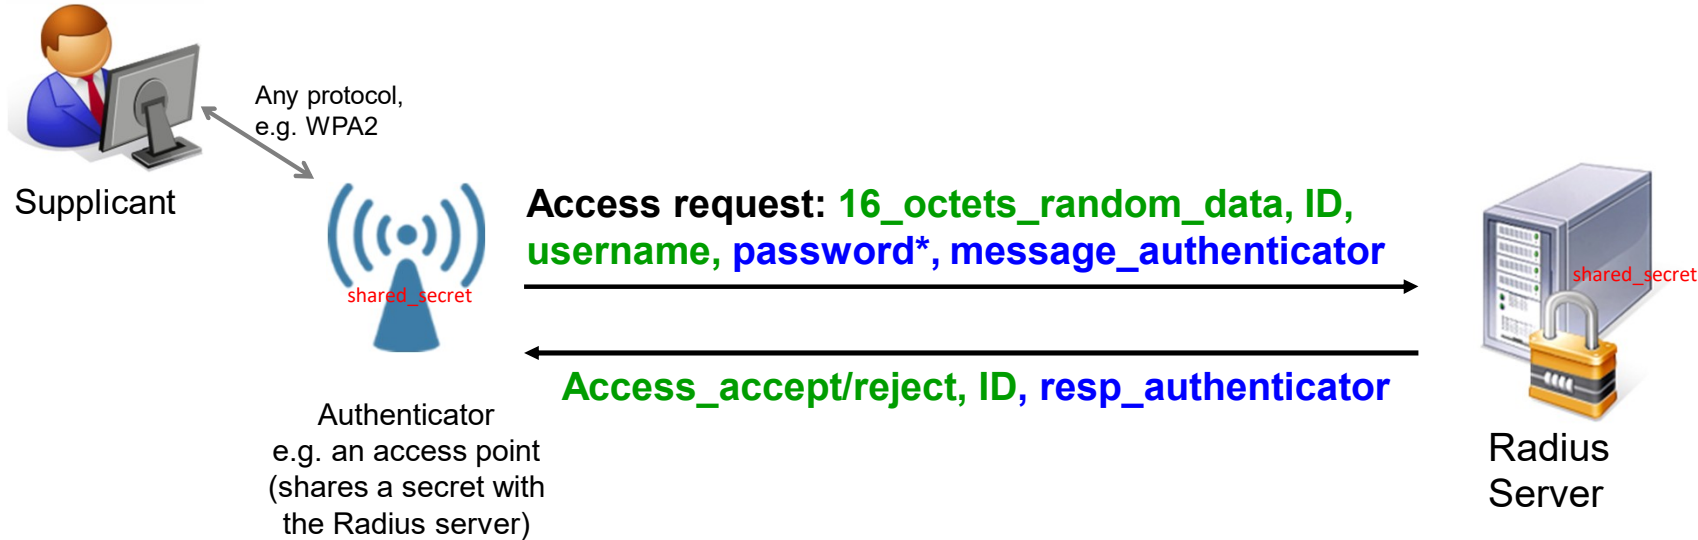 Any protocol,
e.g. WPA2
Supplicant
Access request: 16_octets_random_data, ID,
username, password*, message_authenticator
shared_secret
shared_secret
Access_accept/reject, ID, resp_authenticator
Authenticator
e.g. an access point
(shares a secret with
the Radius server)
Radius
Server